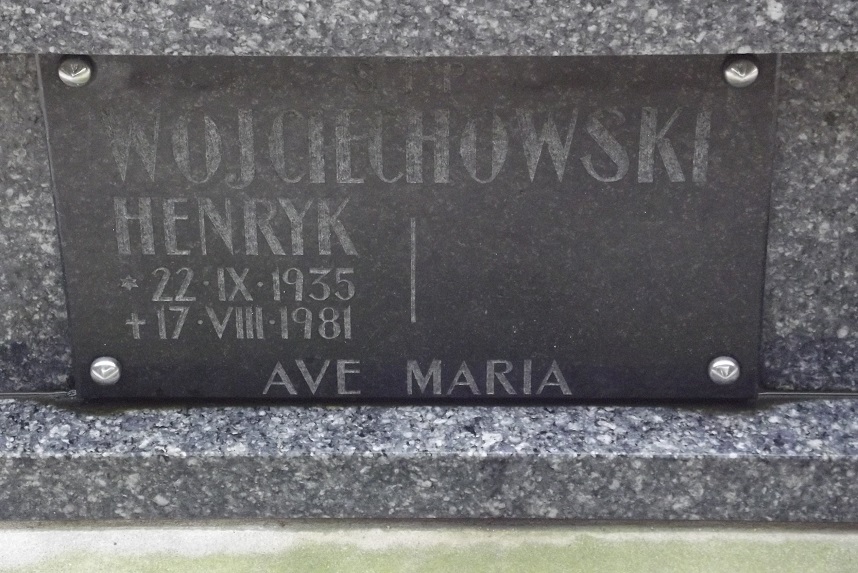 WOJCIECHOWSKI
HENRYK
* 22·IX·1935
+ 17·VIII·1981
AVE MARIA